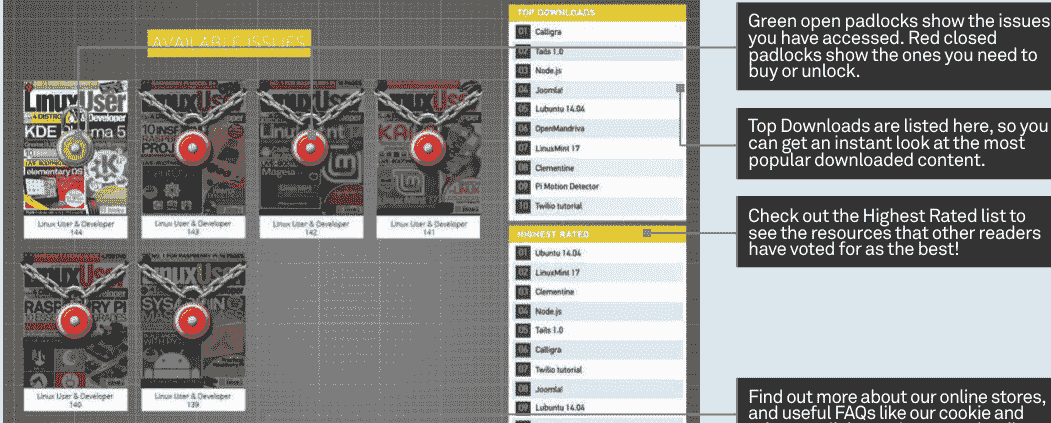 AVAILABLE ISSUES
LinuxUser
& Developer
KDE
elementary OS
Linux User & Developer
144
Linux User & Developer
143
Linux User & Developer
142
Linux User & Developer
141
RASPBERRY PI
Linux User & Developer
140
Linux User & Developer
139
TOP DOWNLOADS
01 Calligra
02 Tails 1.0
03 Node.js
04 Joomla!
05 Lubuntu 14.04
06 OpenMandriva
07 LinuxMint 17
08 Clementine
09 Pi Motion Detector
10 Twilio tutorial
HIGHEST RATED
01 Ubuntu 14.04
02 LinuxMint 17
03 Clementine
04 Node.js
05 Tails 1.0
06 Calligra
07 Twilio tutorial
08 Joomla!
09 Lubuntu 14.04
Green open padlocks show the issues
you have accessed. Red closed
padlocks show the ones you need to
buy or unlock.
Top Downloads are listed here, so you
can get an instant look at the most
popular downloaded content.
Check out the Highest Rated list to
see the resources that other readers
have voted for as the best!
Find out more about our online stores,
and useful FAQs like our cookie and